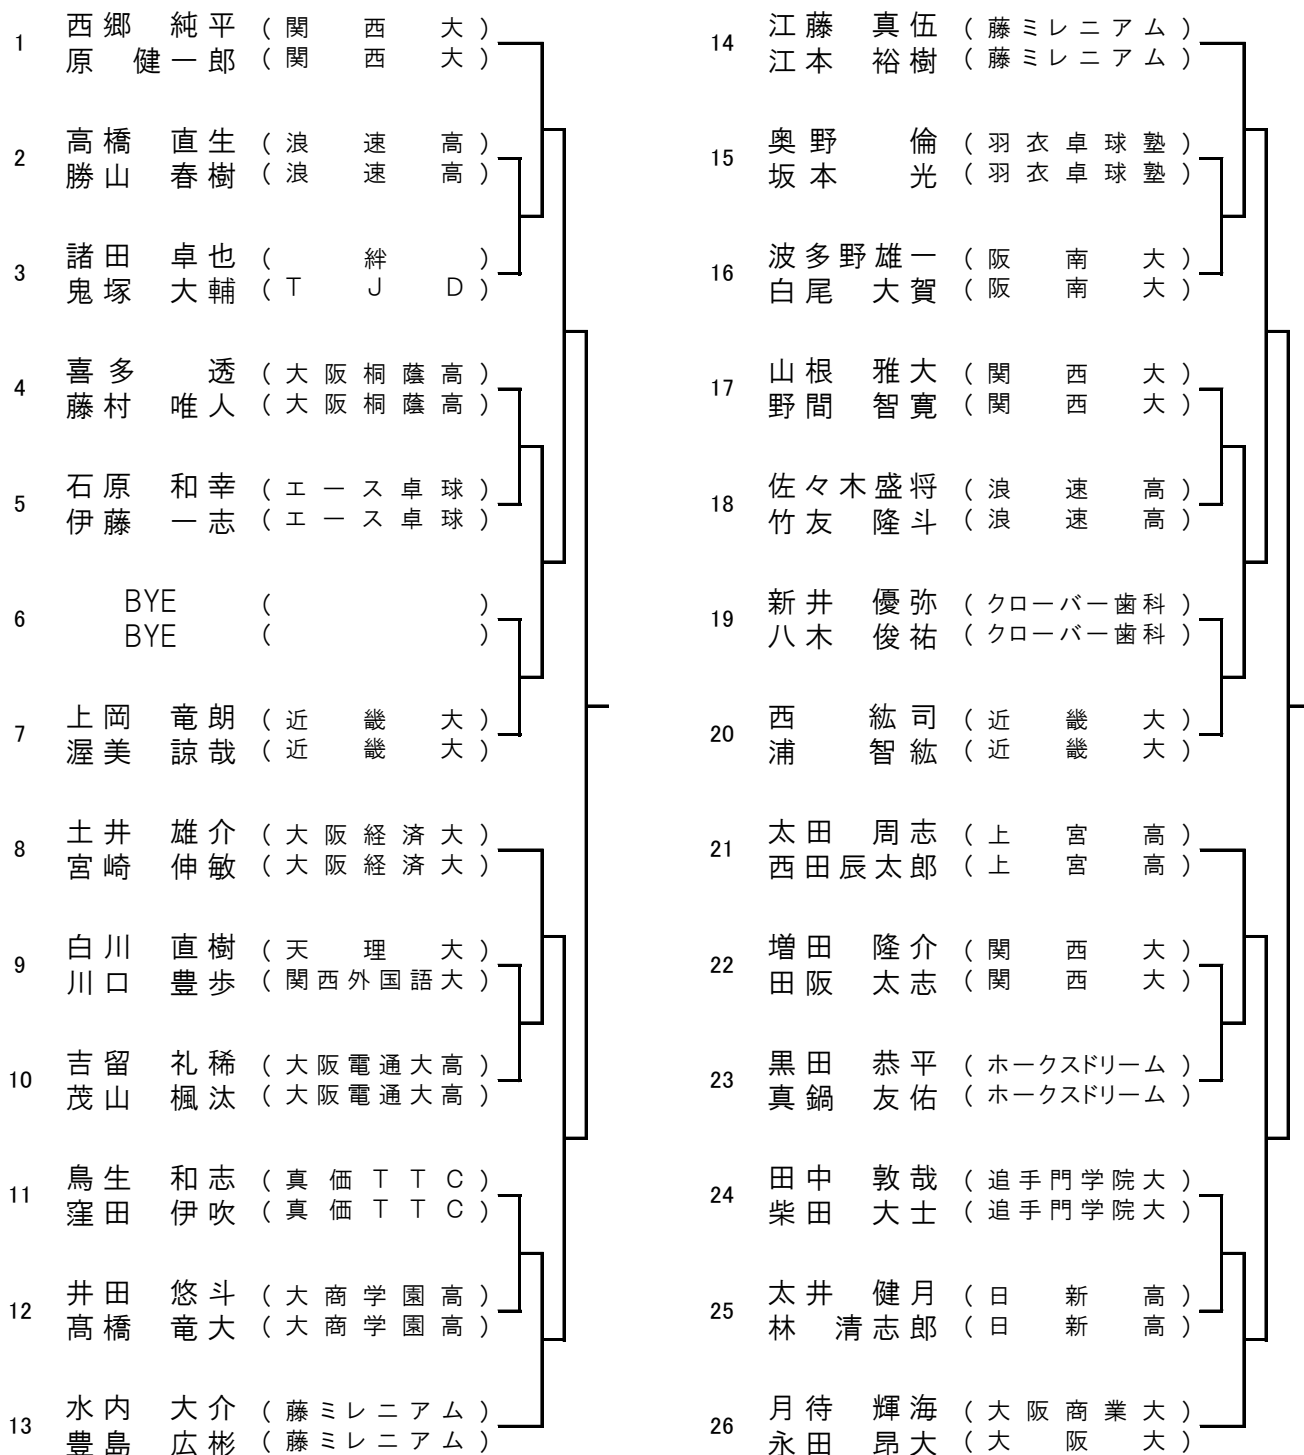 1
西郷 純平 (関西大)
原 健一郎 (関西大)
2
高橋 直生 (浪速高)
勝山 春樹 (浪速高)
3
諸田 卓也 (絆)
鬼塚 大輔 (TJD)
4
喜多 透 (大阪桐蔭高)
藤村 唯人 (大阪桐蔭高)
5
石原 和幸 (エース卓球)
伊藤 一志 (エース卓球)
6
BYE ( )
BYE ( )
7
上岡 竜朗 (近畿大)
渥美 諒哉 (近畿大)
8
土井 雄介 (大阪経済大)
宮崎 伸敏 (大阪経済大)
9
白川 直樹 (天理大)
川口 豊歩 (関西外国語大)
10
吉留 礼稀 (大阪電通大高)
茂山 楓汰 (大阪電通大高)
11
鳥生 和志 (真価TTC)
窪田 伊吹 (真価TTC)
12
井田 悠斗 (大商学園高)
髙橋 竜大 (大商学園高)
13
水内 大介 (藤ミレニアム)
豊島 広彬 (藤ミレニアム)
14
江藤 真伍 (藤ミレニアム)
江本 裕樹 (藤ミレニアム)
15
奥野 倫 (羽衣卓球塾)
坂本 光 (羽衣卓球塾)
16
波多野雄一 (阪南大)
白尾 大賀 (阪南大)
17
山根 雅大 (関西大)
野間 智寛 (関西大)
18
佐々木盛将 (浪速高)
竹友 隆斗 (浪速高)
19
新井 優弥 (クローバー歯科)
八木 俊祐 (クローバー歯科)
20
西 紘司 (近畿大)
浦 智紘 (近畿大)
21
太田 周志 (上宮高)
西田辰太郎 (上宮高)
22
増田 隆介 (関西大)
田阪 太志 (関西大)
23
黒田 恭平 (ホークスドリーム)
真鍋 友佑 (ホークスドリーム)
24
田中 敦哉 (追手門学院大)
柴田 大士 (追手門学院大)
25
太井 健月 (日新高)
林 清志郎 (日新高)
26
月待 輝海 (大阪商業大)
永田 昂大 (大阪大)